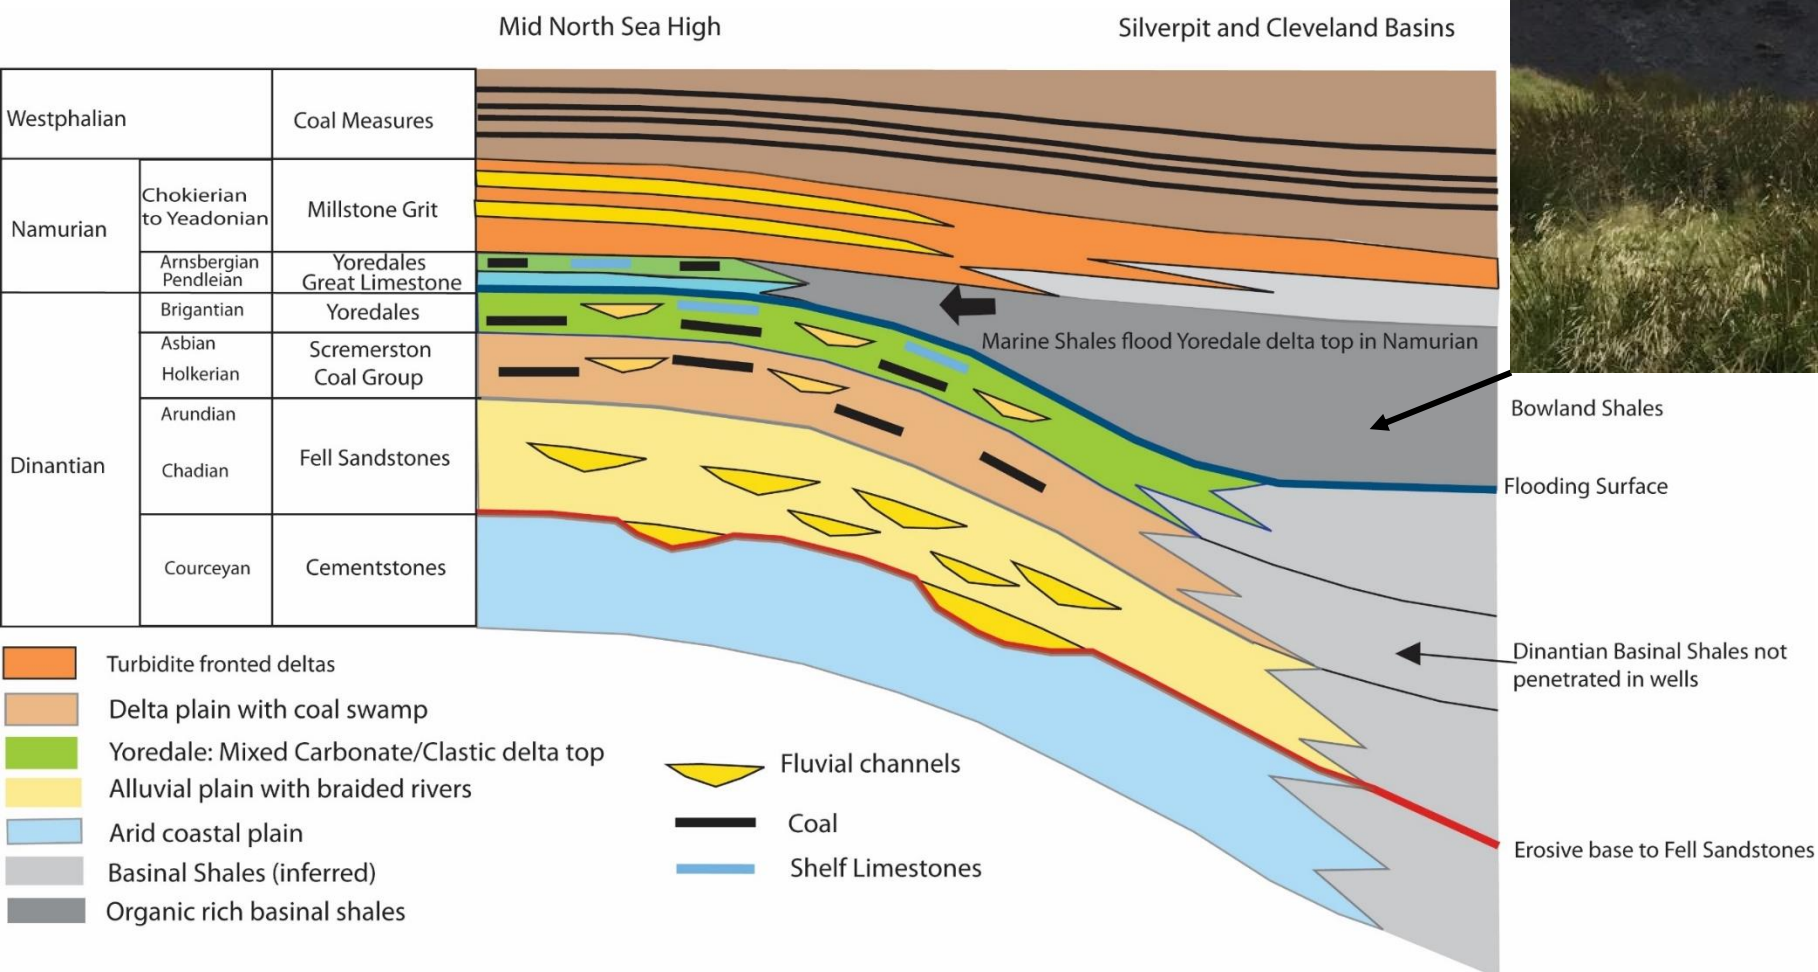 Mid North Sea High
Silverpit and Cleveland Basins
Westphalian
Coal Measures
Namurian
Chokierian
to Yeadonian
Millstone Grit
Arnsbergian
Pendleian
Yoredales
Great Limestone
Dinantian
Brigantian
Yoredales
Asbian
Holkerian
Scremerston
Coal Group
Arundian
Chadian
Fell Sandstones
Courceyan
Cementstones
Marine Shales flood Yoredale delta top in Namurian
Bowland Shales
Flooding Surface
Dinantian Basinal Shales not
penetrated in wells
Erosive base to Fell Sandstones
Turbidite fronted deltas
Delta plain with coal swamp
Yoredale: Mixed Carbonate/Clastic delta top
Alluvial plain with braided rivers
Arid coastal plain
Basinal Shales (inferred)
Organic rich basinal shales
Fluvial channels
Coal
Shelf Limestones